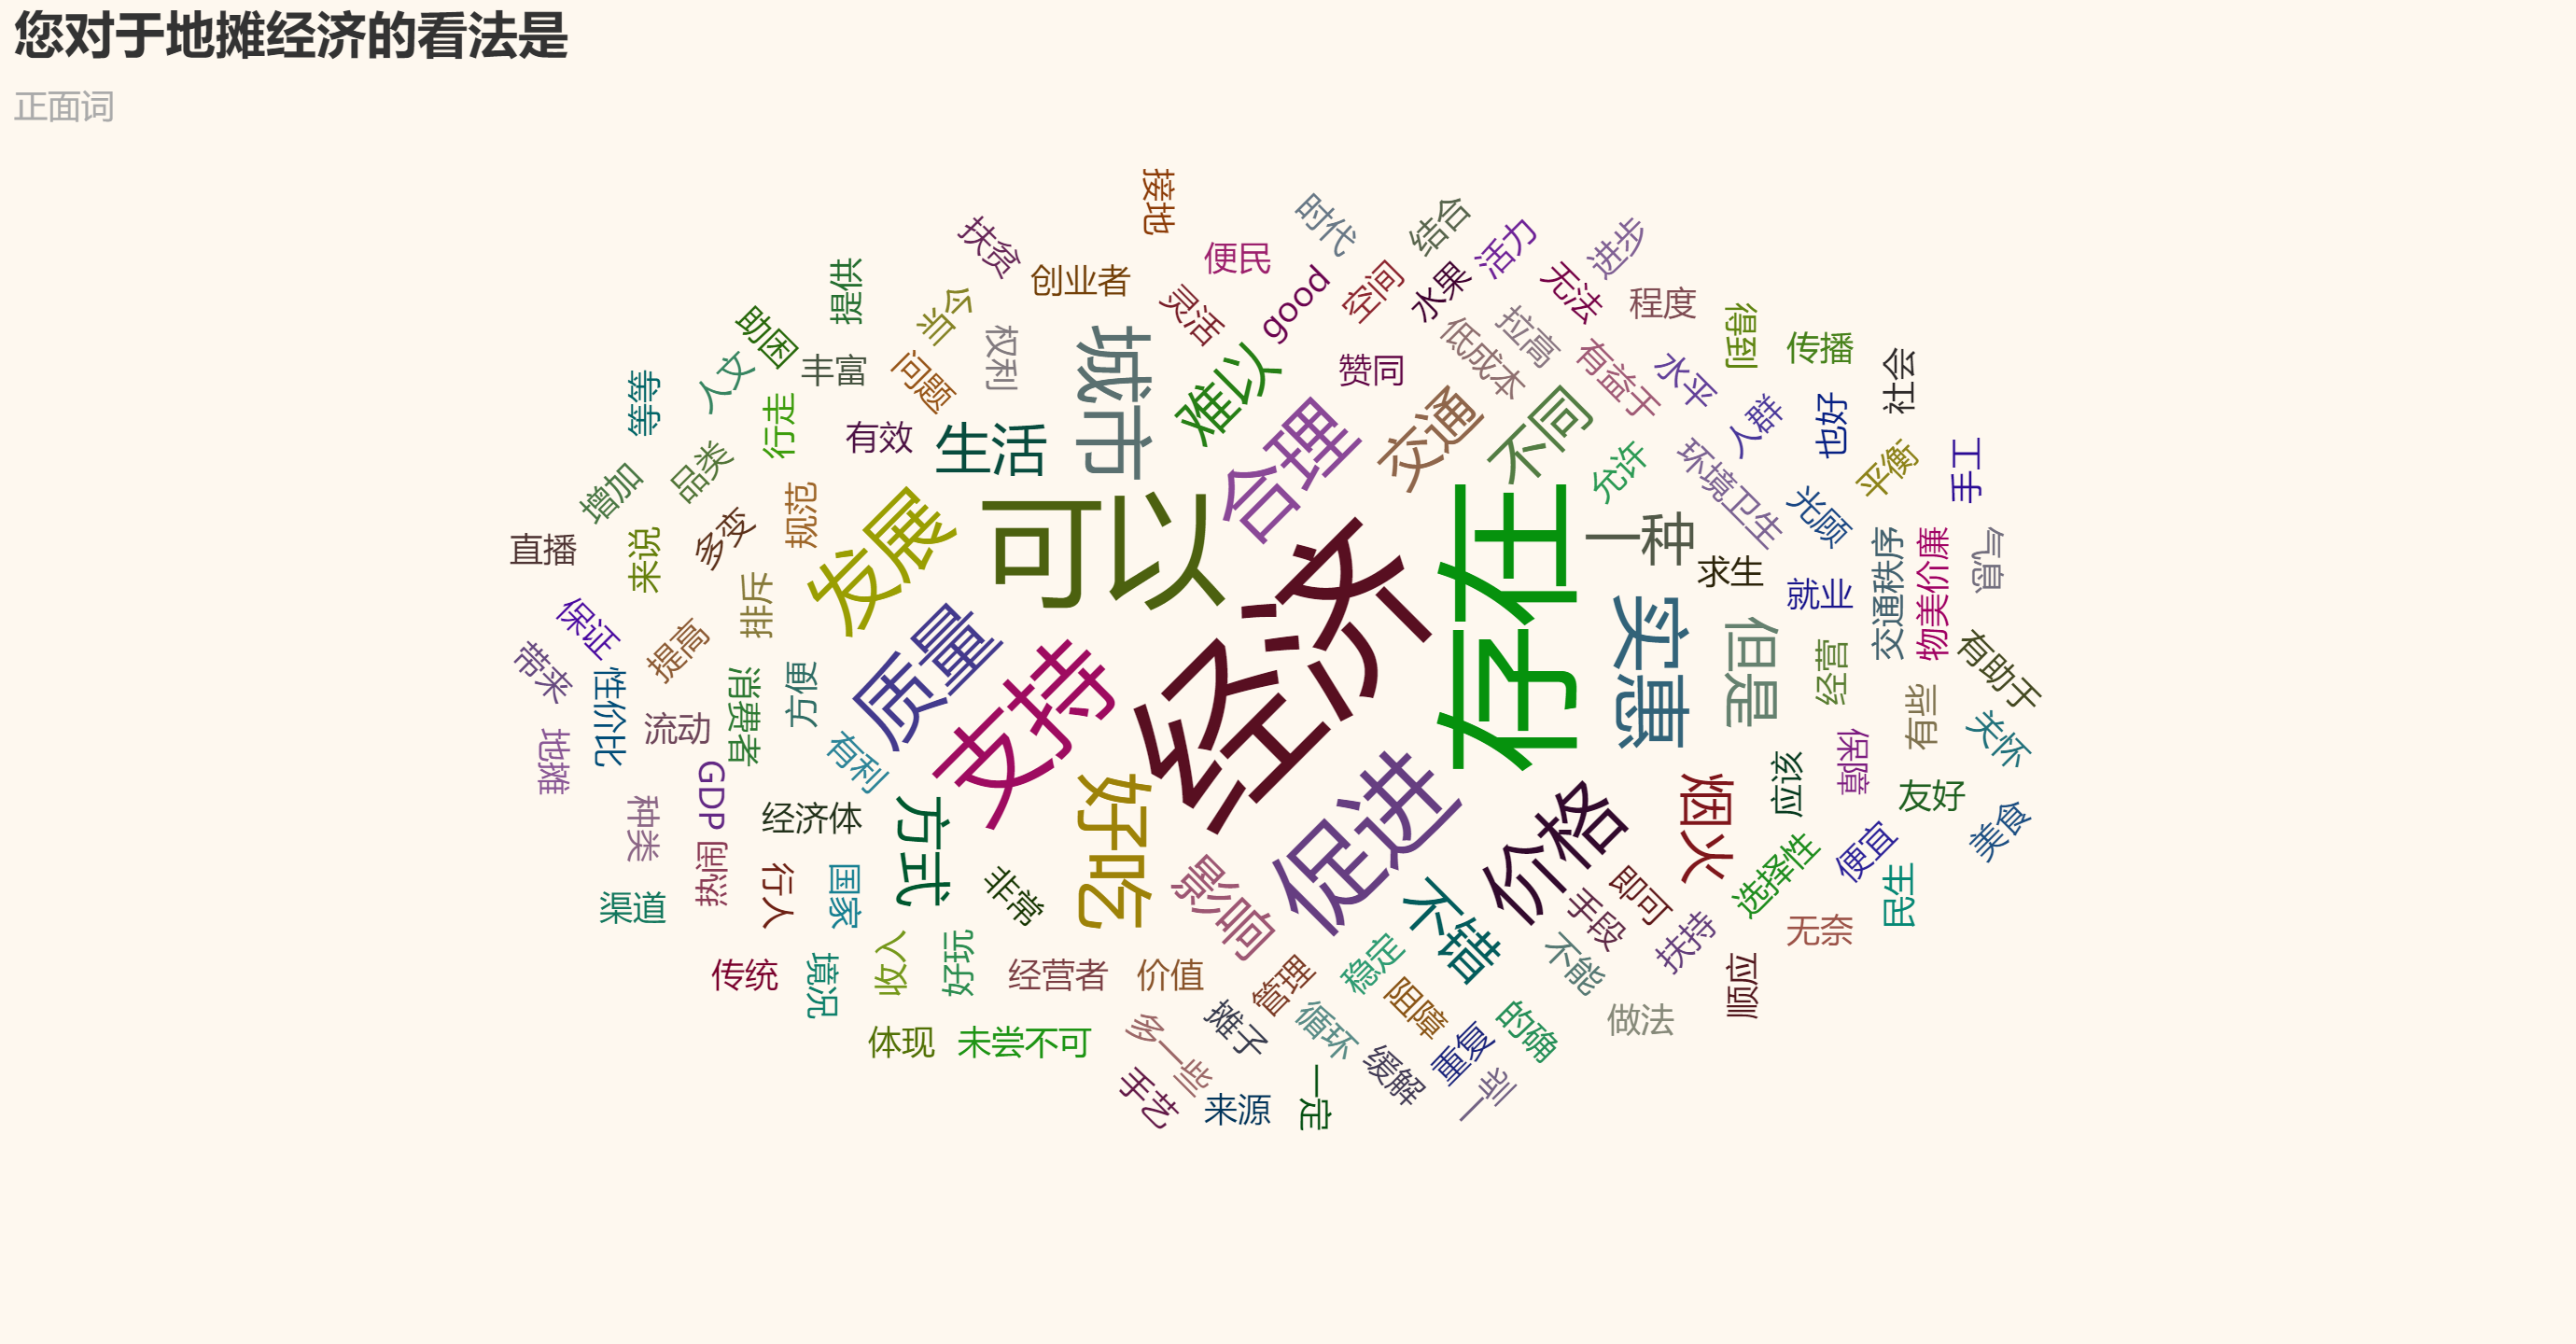 您对于地摊经济的看法是
正面词
接地
时代
结合
活力
进步
扶贫
便民
创业者
提供
当今
灵活
good
空间
水果
无法
程度
助困
丰富
问题
权利
城市
难以
赞同
低成本
拉高
有益于
水平
得到
传播
社会
等等
人文
行走
有效
生活
合理
交通
不同
允许
环境卫生
人群
也好
平衡
手工
增加
品类
规范
发展
可以
存在
一种
光顾
直播
来说
多变
求生
就业
交通秩序
物美价廉
气息
保证
排斥
质量
经济
实惠
但是
经营
有助于
带来
性价比
提高
消费者
方便
支持
有些
关怀
地摊
流动
有利
保障
种类
GDP
经济体
方式
好吃
促进
价格
烟火
应该
友好
美食
渠道
热闹
行人
国家
非常
影响
不错
即可
手段
选择性
便宜
民生
传统
境况
收入
好玩
经营者
价值
管理
稳定
不能
扶持
无奈
顺应
体现
未尝不可
多一些
摊子
循环
阻障
重复
的确
做法
手艺
来源
一定
缓解
一些